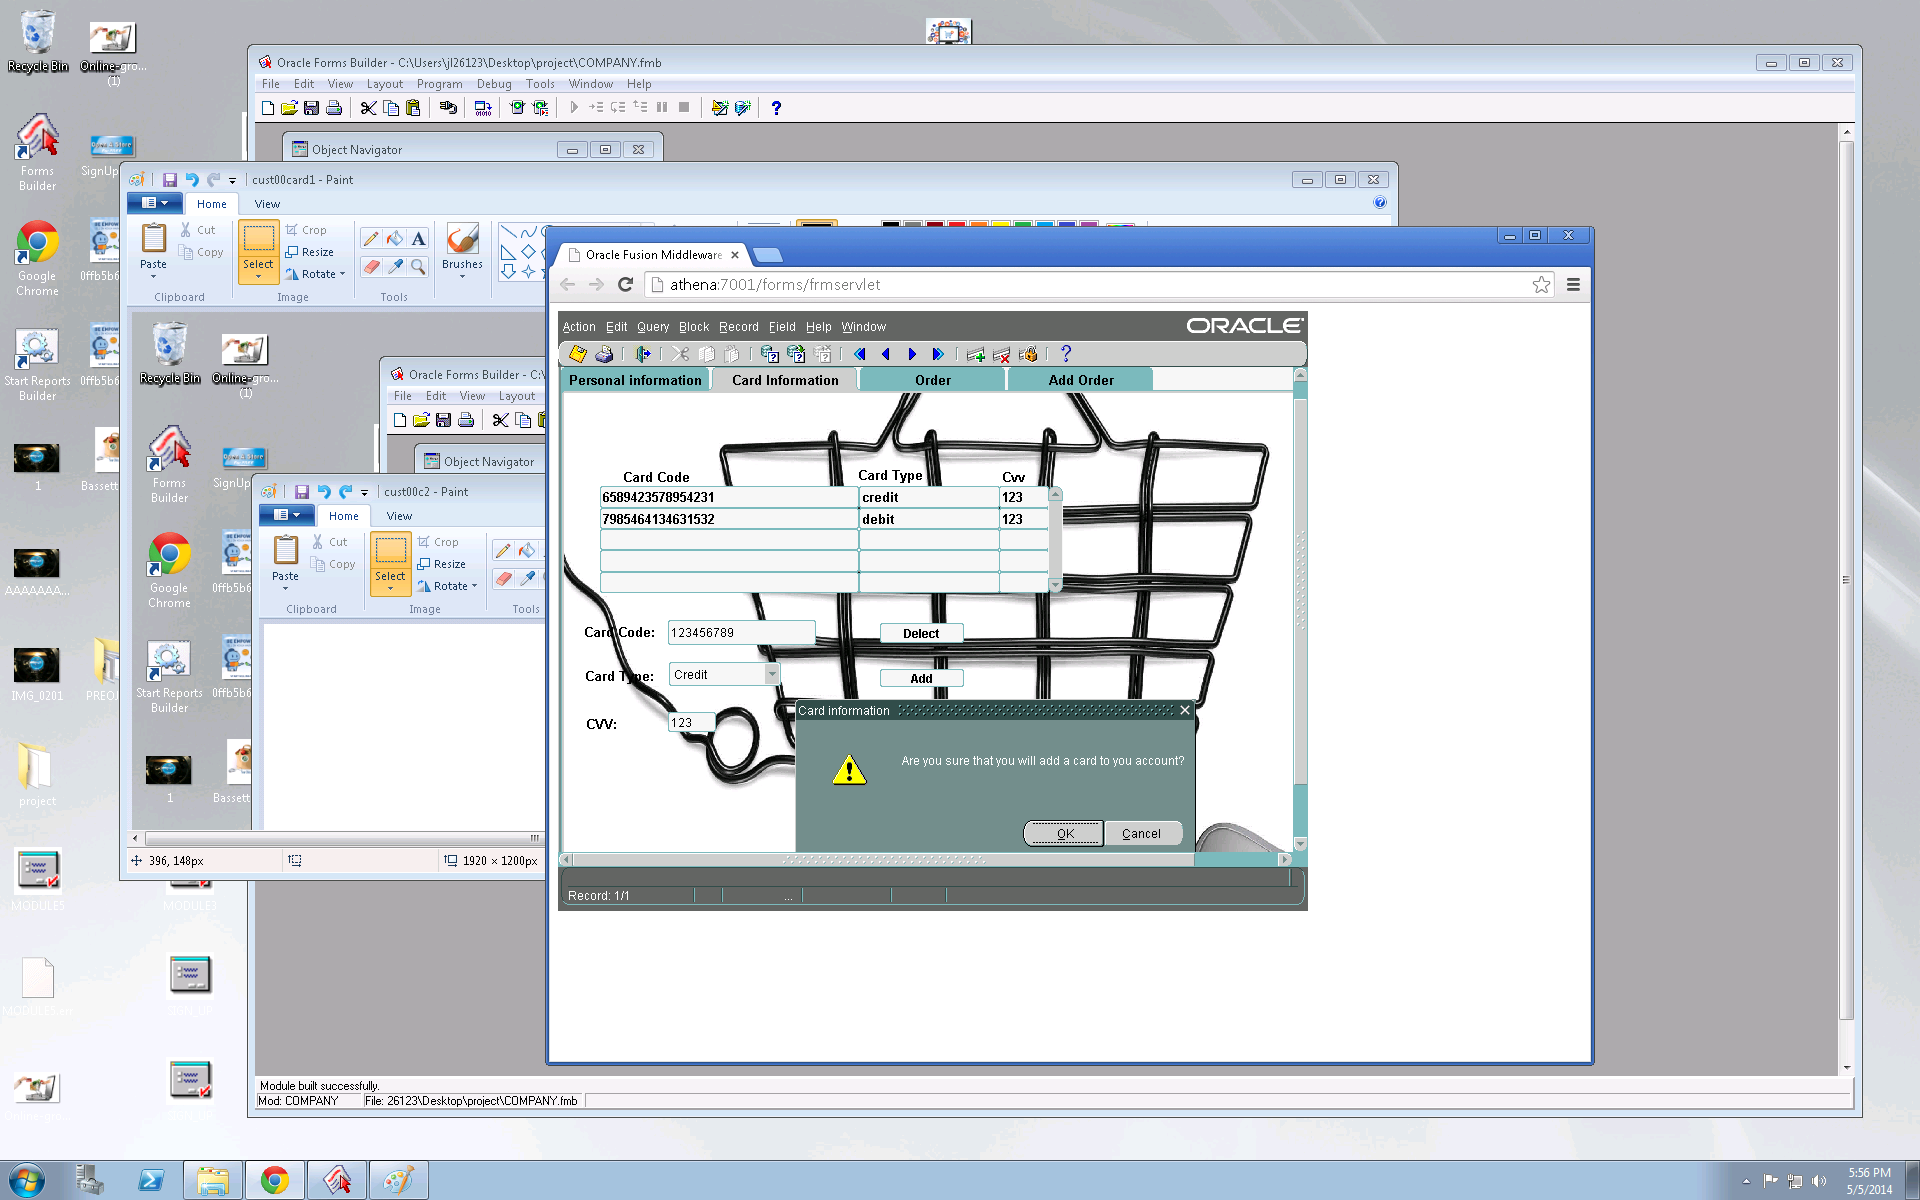 Recycle Bin
Online-gro...
(1)
Oracle Forms Builder - C:\Users\jl26123\Desktop\project\COMPANY.fmb
File Edit View Layout Program Debug Tools Window Help
Object Navigator
Forms
Builder
SignUp
cust00card1 - Paint
Home View
Paste
Cut
Copy
Clipboard
Select
Crop
Resize
Rotate
Image
Tools
Brushes
Google
Chrome
0ffb5b6
Start Reports
Builder
0ffb5b6
1
Bassett
AAAAAAA...
IMG_0201
PREOJ
project
MODULE5
MODULE3
Recycle Bin
Online-gro...
(1)
Oracle Forms Builder - C:\
File Edit View Layout
Object Navigator
Forms
Builder
SignUp
cust00c2 - Paint
Home View
Paste
Cut
Copy
Clipboard
Select
Crop
Resize
Rotate
Image
Tools
Google
Chrome
0ffb5b6
Start Reports
Builder
0ffb5b6
1
Bassett
396, 148px
1920 × 1200px
Oracle Fusion Middleware
athena:7001/forms/frmservlet
Action Edit Query Block Record Field Help Window
ORACLE
Personal information Card Information Order Add Order
Card Code Card Type Cvv
6589423578954231 credit 123
7985464134631532 debit 123
Card Code: 123456789 Delect
Card Type: Credit Add
CVV: 123
Card information
Are you sure that you will add a card to you account?
OK Cancel
Record: 1/1
...
Module built successfully.
Mod: COMPANY File: 26123\Desktop\project\COMPANY.fmb
5:56 PM
5/5/2014